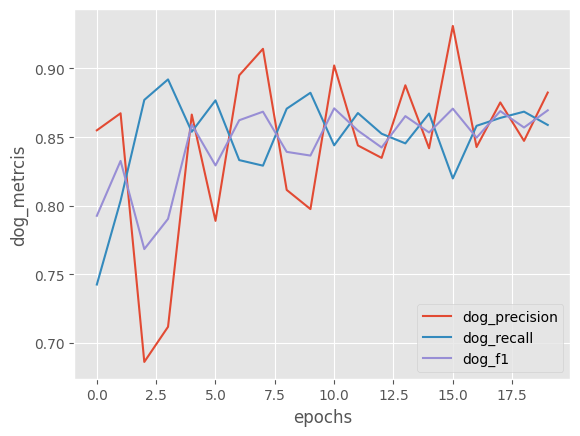 0.90
0.85
0.80
0.75
0.70
dog_metrcis
0.0 2.5 5.0 7.5 10.0 12.5 15.0 17.5
epochs
dog_precision
dog_recall
dog_f1